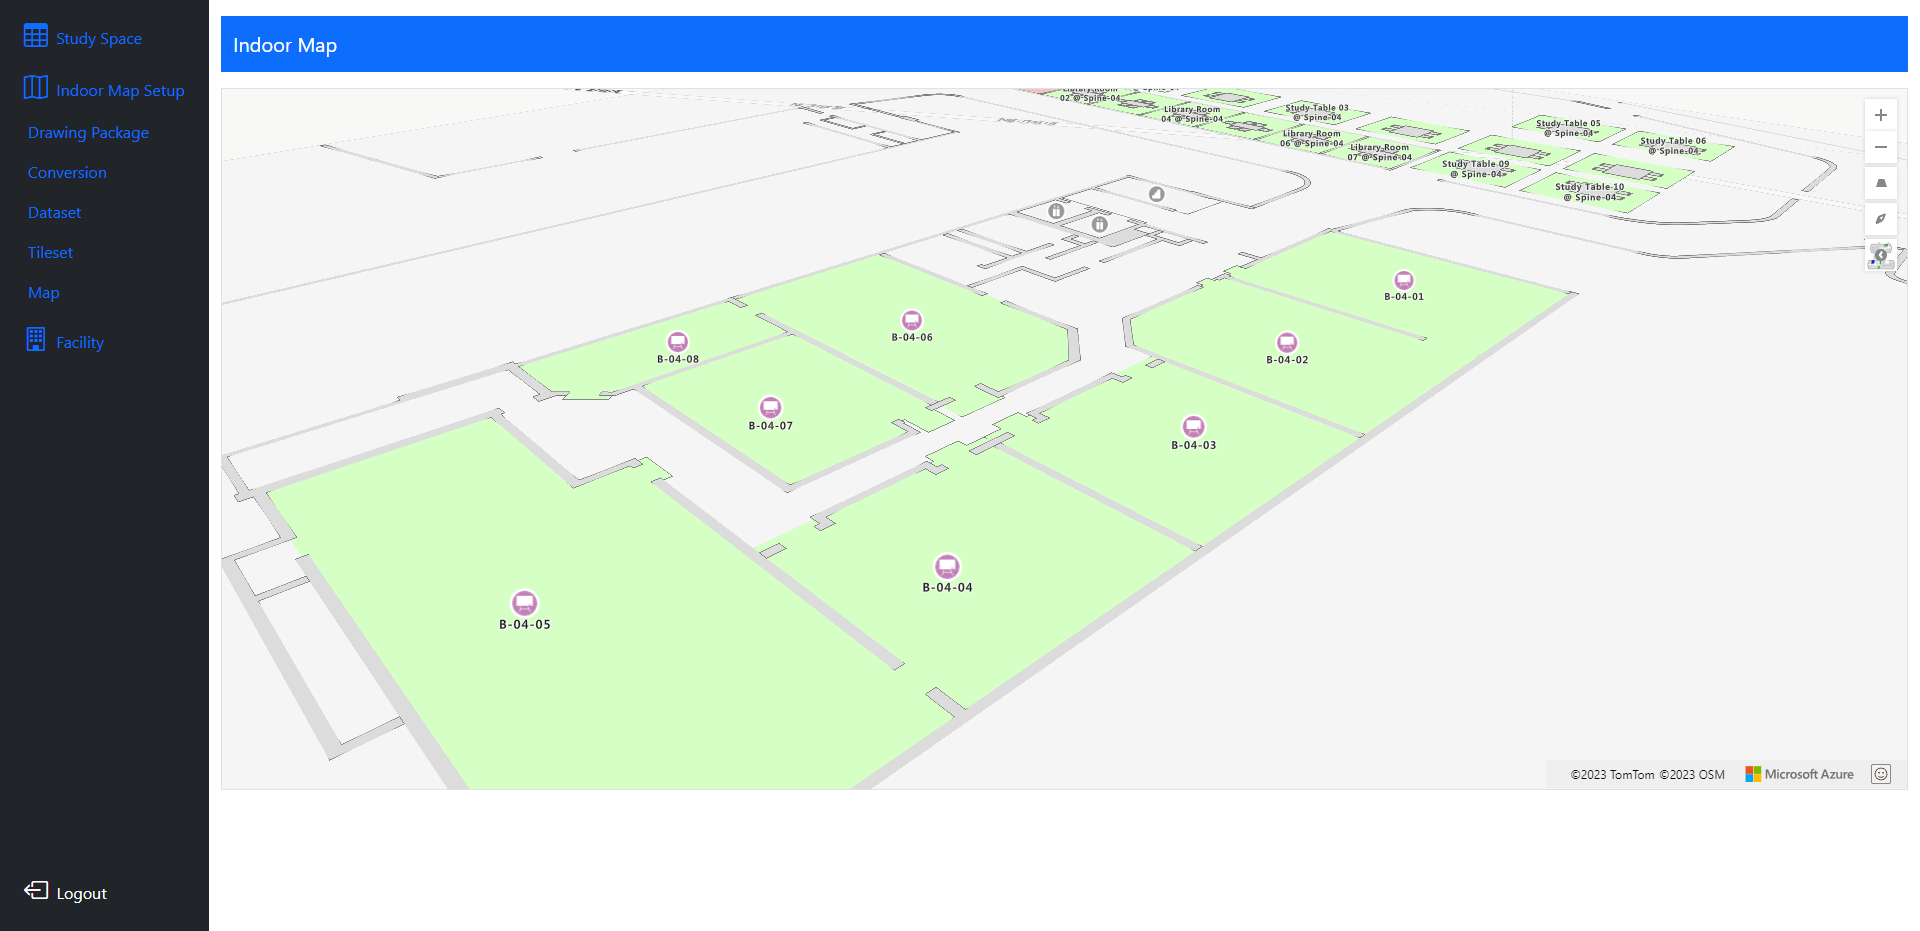 Study Space
Indoor Map Setup
Drawing Package
Conversion
Dataset
Tileset
Map
Facility
Logout
Indoor Map
Library-Room
02 @ Spine-04
Library-Room
04 @ Spine-04
Study-Table 03
@ Spine-04
Library-Room
06 @ Spine-04
Library-Room
07 @ Spine-04
Study-Table 05
@ Spine-04
Study-Table 06
@ Spine-04
Study Table 09
@ Spine-04
Study-Table-10
@ Spine-04
B-04-01
B-04-06
B-04-02
B-04-08
B-04-07
B-04-03
B-04-04
B-04-05
©2023 TomTom ©2023 OSM
Microsoft Azure